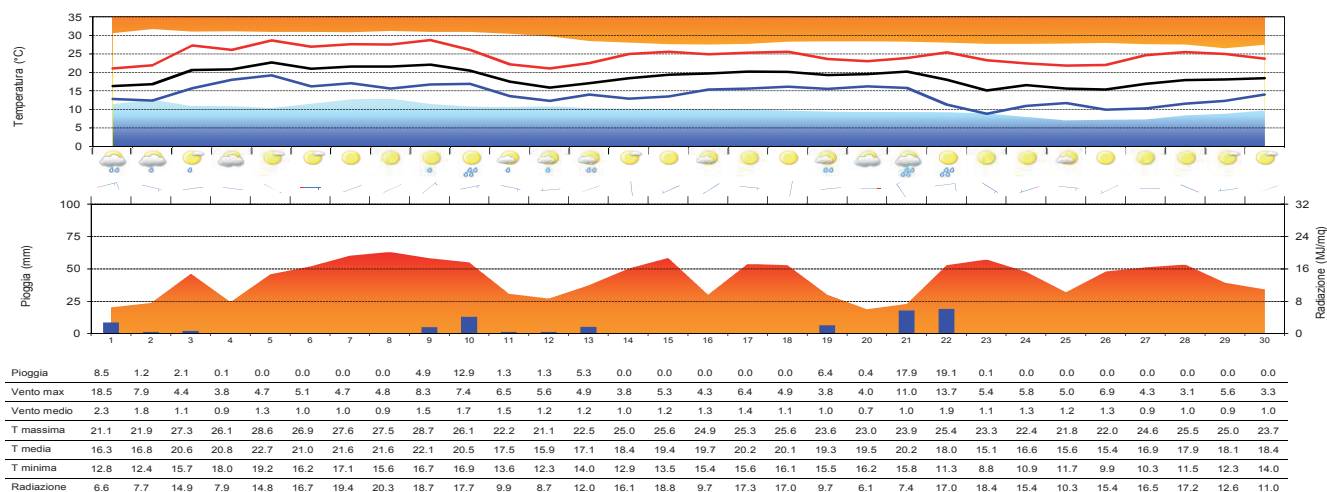 35
30
25
20
15
10
5
0
Temperatura (°C)
100
75
50
25
0
Pioggia (mm)
32
24
16
8
0
Radiazione (MJ/mq)
1 2 3 4 5 6 7 8 9 10 11 12 13 14 15 16 17 18 19 20 21 22 23 24 25 26 27 28 29 30
Pioggia 8.5 1.2 2.1 0.1 0.0 0.0 0.0 0.0 4.9 12.9 1.3 1.3 5.3 0.0 0.0 0.0 0.0 0.0 6.4 0.4 17.9 19.1 0.1 0.0 0.0 0.0 0.0 0.0 0.0 0.0
Vento max 18.5 7.9 4.4 3.8 4.7 5.1 4.7 4.8 8.3 7.4 6.5 5.6 4.9 3.8 5.3 4.3 6.4 4.9 3.8 4.0 11.0 13.7 5.4 5.8 5.0 6.9 4.3 3.1 5.6 3.3
Vento medio 2.3 1.8 1.1 0.9 1.3 1.0 0.9 1.0 1.5 1.7 1.5 1.2 1.2 1.0 1.2 1.3 1.4 1.1 1.0 0.7 1.0 1.9 1.1 1.3 1.2 1.3 0.9 1.0 0.9 1.0
T massima 21.1 21.9 27.3 26.1 28.6 26.9 27.6 27.5 28.7 26.1 22.2 21.1 22.5 25.0 25.6 24.9 25.3 25.6 23.6 23.0 23.9 25.4 23.3 22.4 21.8 22.0 24.6 25.5 25.0 23.7
T media 16.3 16.8 20.6 20.8 22.7 21.0 21.6 21.6 22.1 20.5 17.5 15.9 17.1 18.4 19.4 19.7 20.2 20.1 19.3 19.5 20.2 18.0 15.1 16.6 15.6 15.4 16.9 17.9 18.1 18.4
T minima 12.8 12.4 15.7 18.0 19.2 16.2 17.1 15.6 16.7 16.9 13.6 12.3 14.0 12.9 13.5 15.4 15.6 16.1 15.5 16.2 15.8 11.3 8.8 10.9 11.7 9.9 10.3 11.5 12.3 14.0
Radiazione 6.6 7.7 14.9 7.9 14.8 16.7 19.4 20.3 18.7 17.7 9.9 8.7 12.0 16.1 18.8 9.7 17.3 17.0 9.7 6.1 7.4 17.0 18.4 15.4 10.3 15.4 16.5 17.2 12.6 11.0